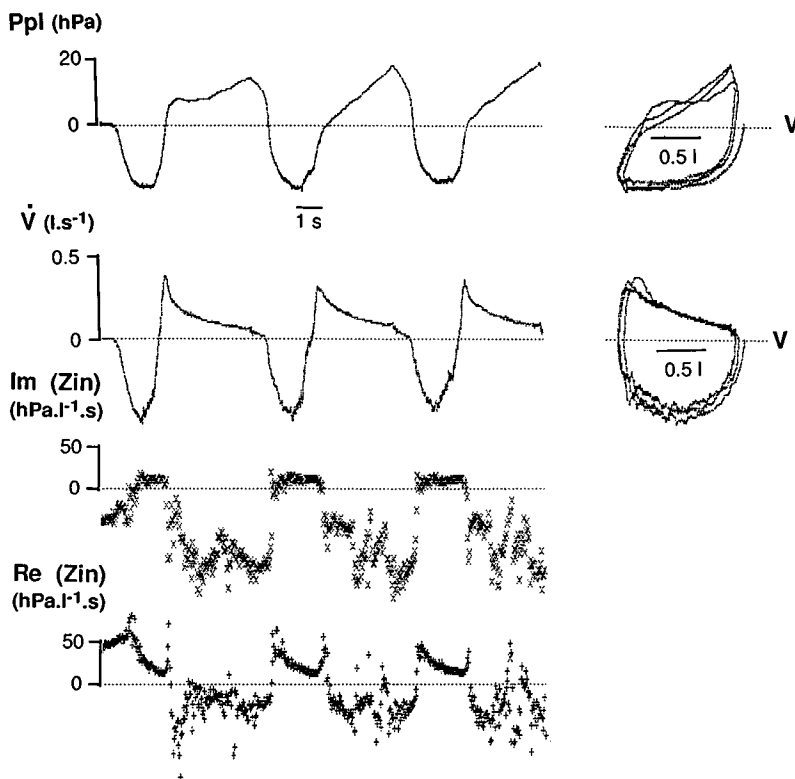 Ppl (hPa)
20
0
V
0.5 l
1 s
V̇ (l.s⁻¹)
0.5
0
V
0.5 l
Im (Zin)
(hPa.l⁻¹.s)
50
0
Re (Zin)
(hPa.l⁻¹.s)
50
0